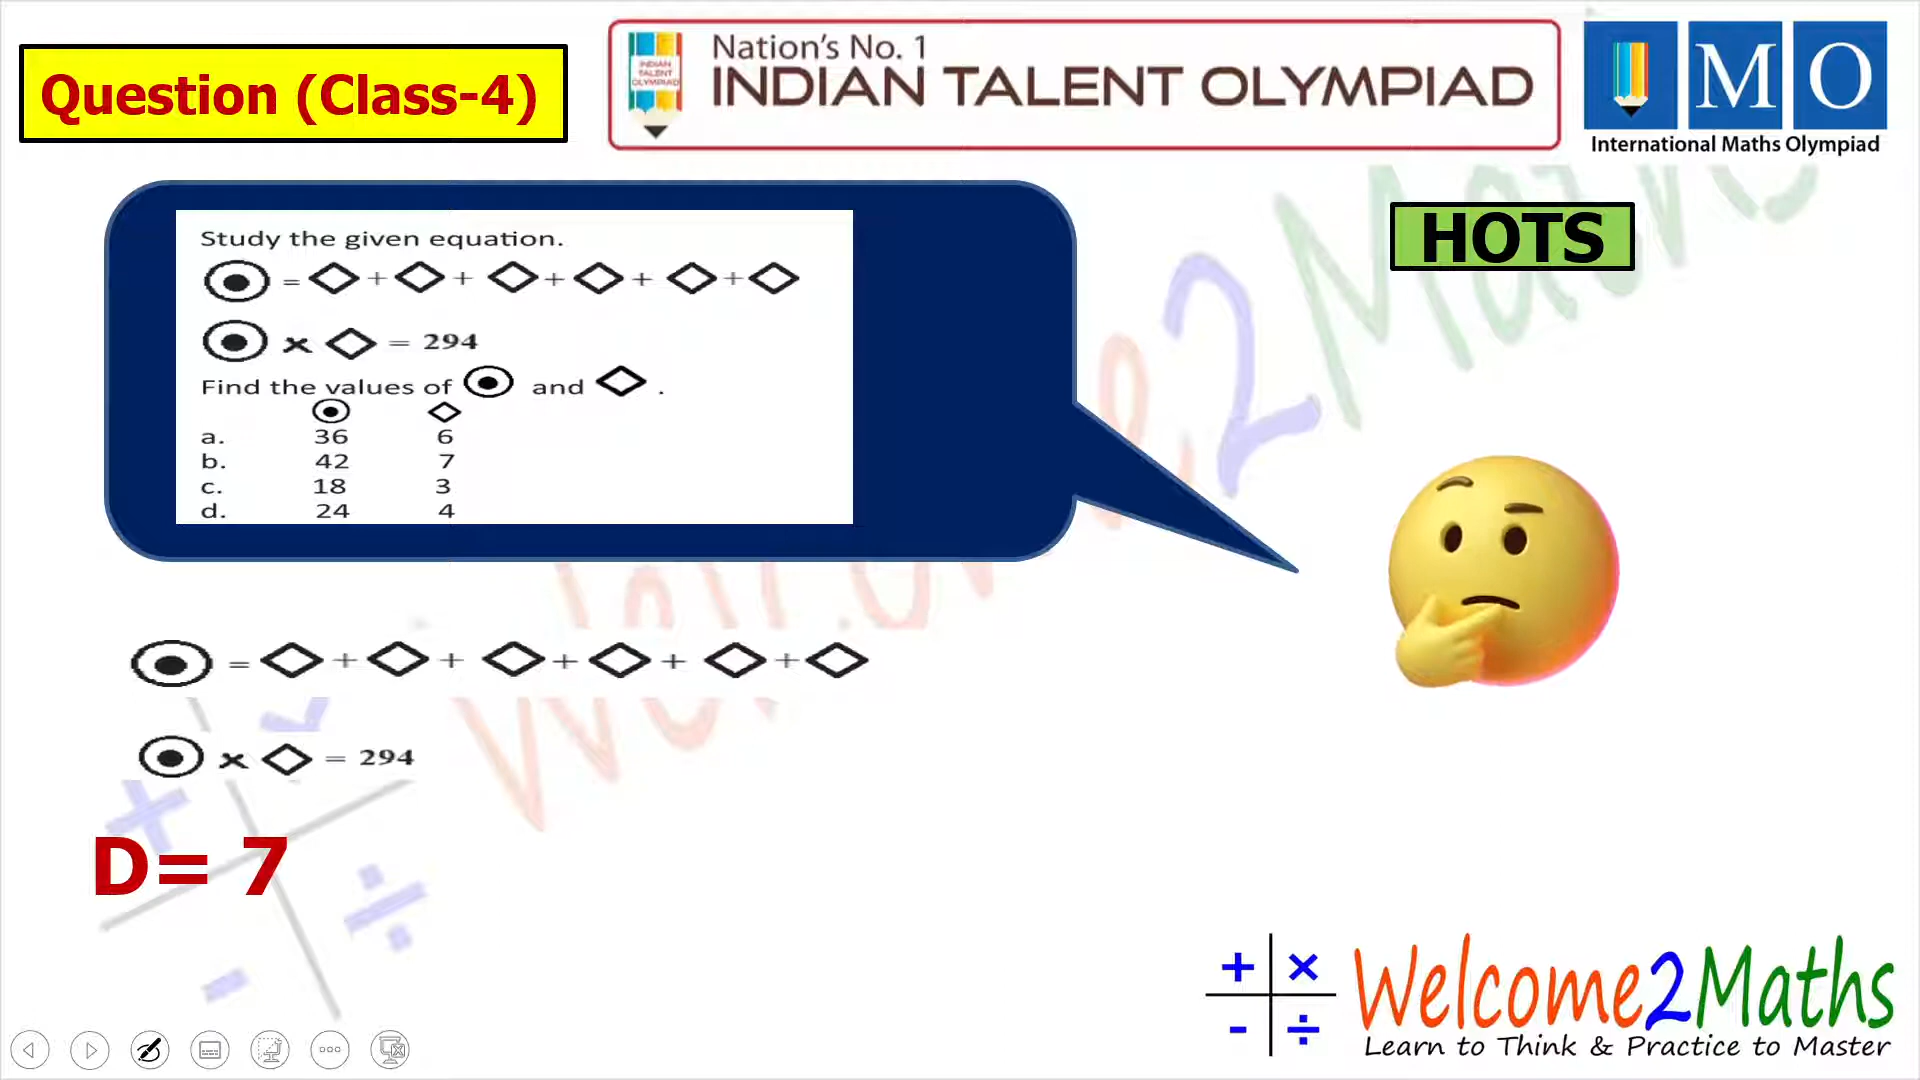 Question (Class-4)
Nation's No. 1
INDIAN TALENT OLYMPIAD
INDIAN
TALENT
OLYMPIAD
I M O
International Maths Olympiad
HOTS
Study the given equation.
= + + + + +
× = 294
Find the values of and .
a. 36 6
b. 42 7
c. 18 3
d. 24 4
= + + + + +
× = 294
D= 7
Welcome2Maths
+ ×
- ÷
Welcome2Maths
Learn to Think & Practice to Master